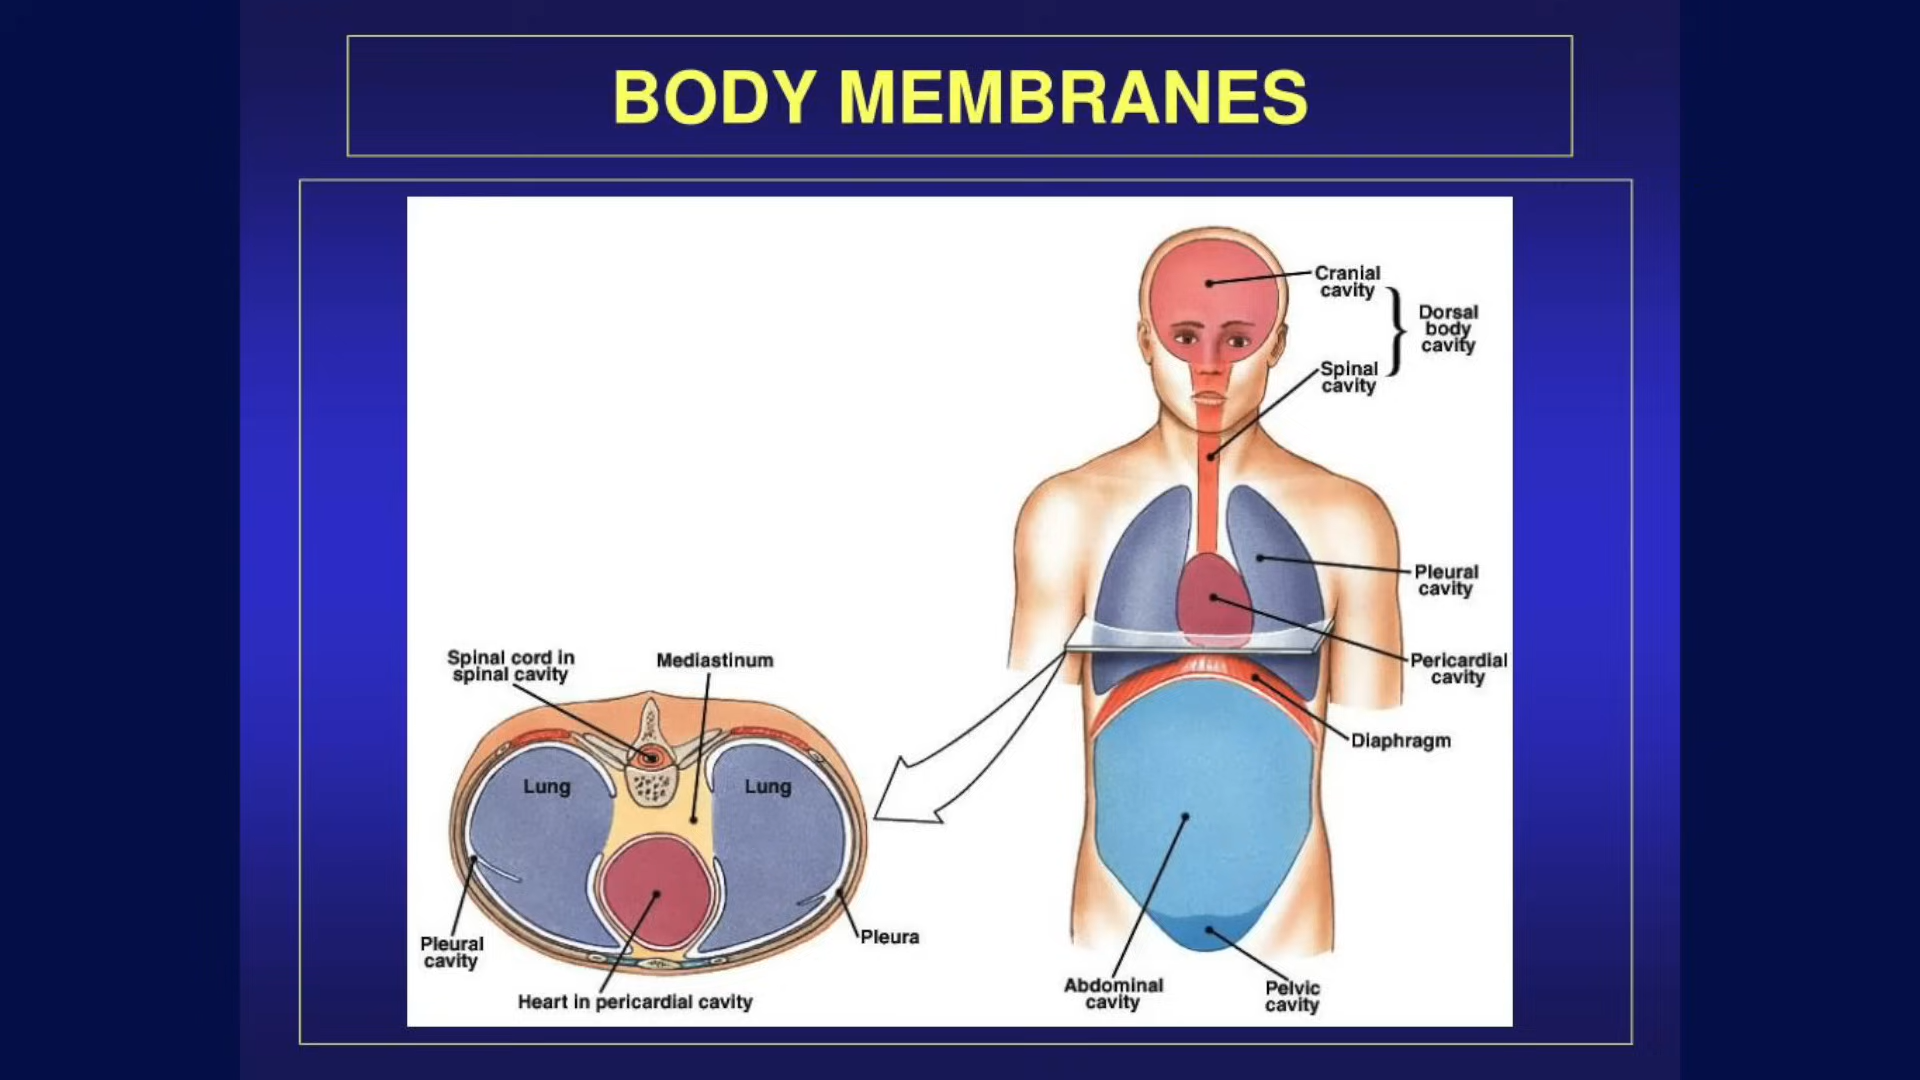 BODY MEMBRANES
Cranial
cavity
Dorsal
body
cavity
Spinal
cavity
Pleural
cavity
Pericardial
cavity
Diaphragm
Abdominal
cavity
Pelvic
cavity
Spinal cord in
spinal cavity
Mediastinum
Lung
Lung
Pleural
cavity
Pleura
Heart in pericardial cavity